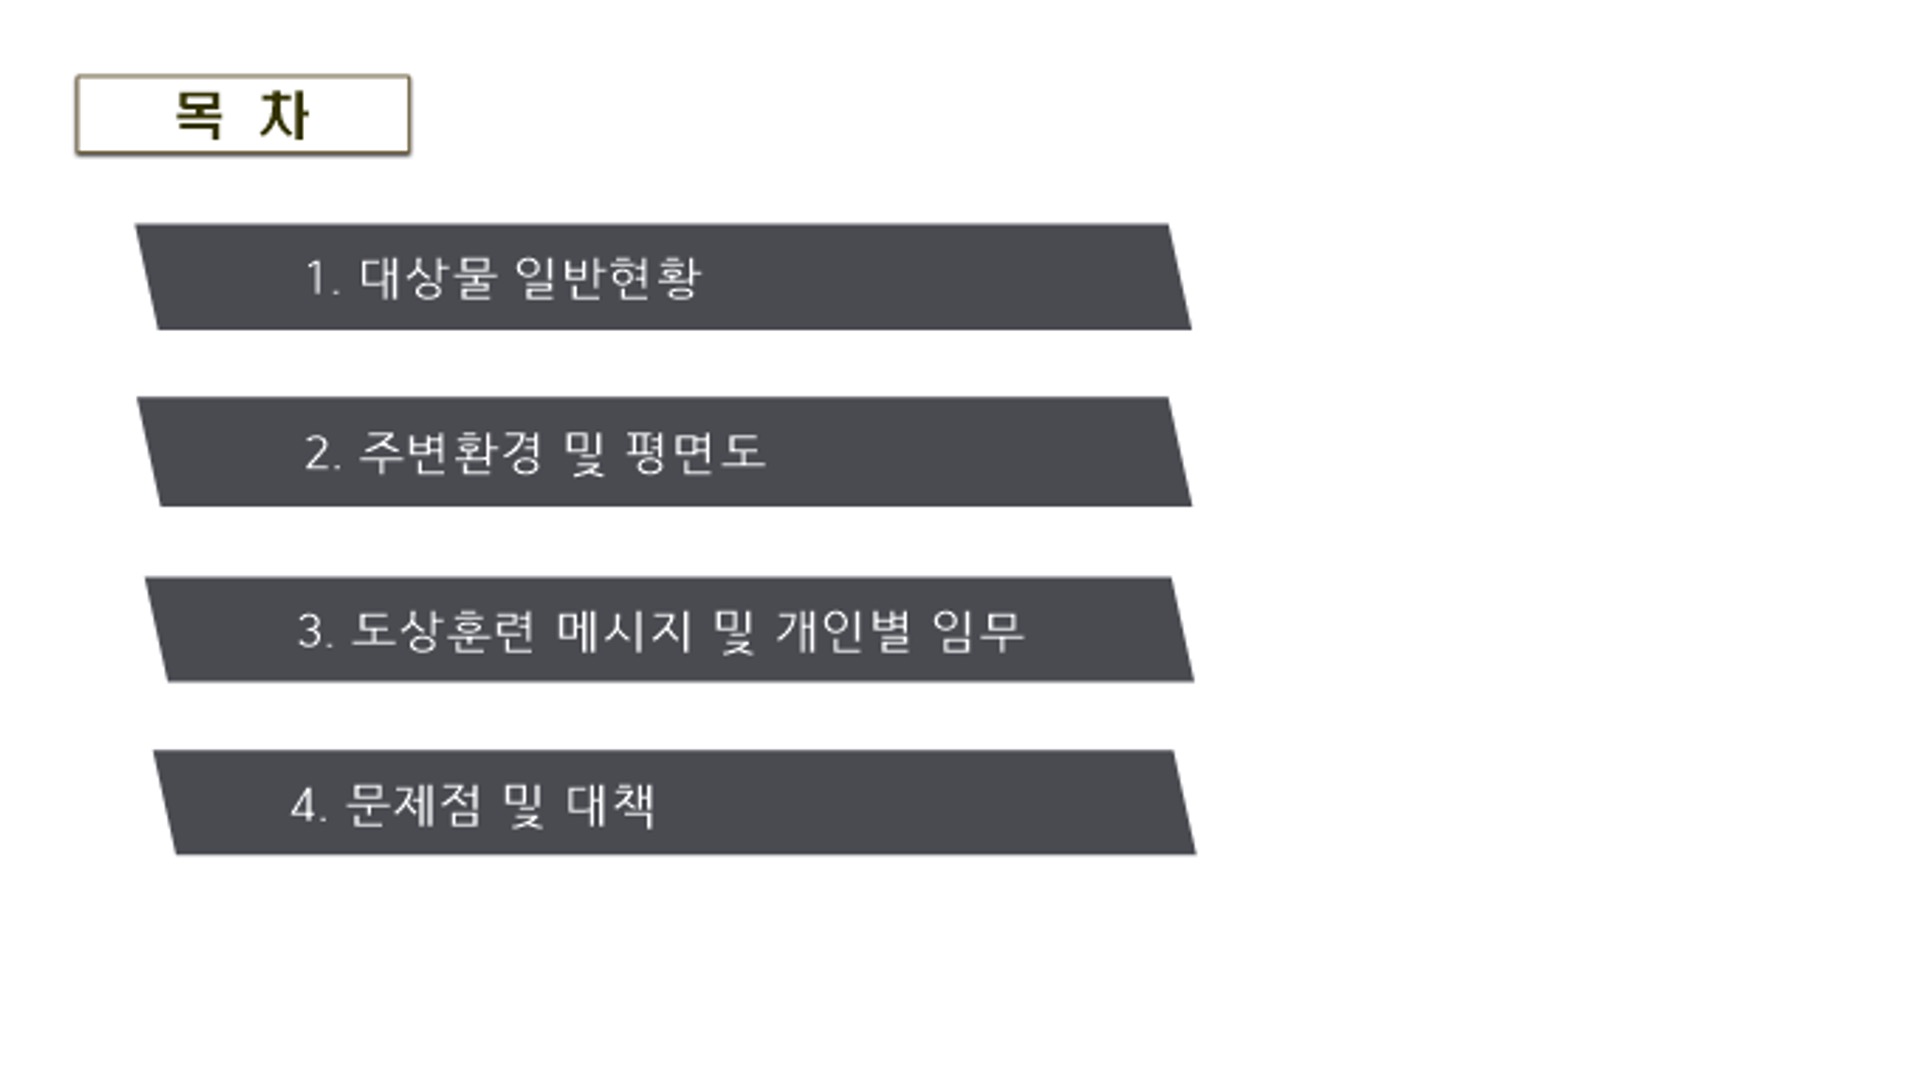 목 차
1. 대상물 일반현황
2. 주변환경 및 평면도
3. 도상훈련 메시지 및 개인별 임무
4. 문제점 및 대책